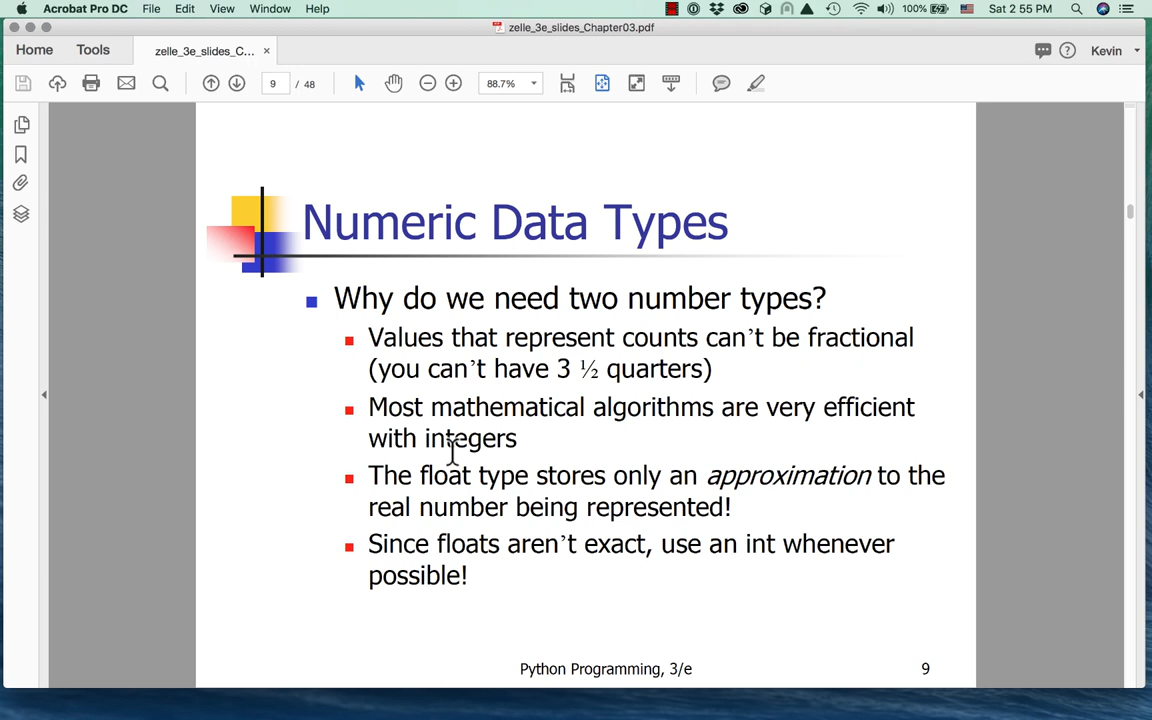 Acrobat Pro DC File Edit View Window Help 100% Sat 2 55 PM
zelle_3e_slides_Chapter03.pdf
Home Tools zelle_3e_slides_C... × Kevin
9 / 48 88.7%
Numeric Data Types
Why do we need two number types?
Values that represent counts can't be fractional
(you can't have 3 ½ quarters)
Most mathematical algorithms are very efficient
with integers
The float type stores only an approximation to the
real number being represented!
Since floats aren't exact, use an int whenever
possible!
Python Programming, 3/e 9